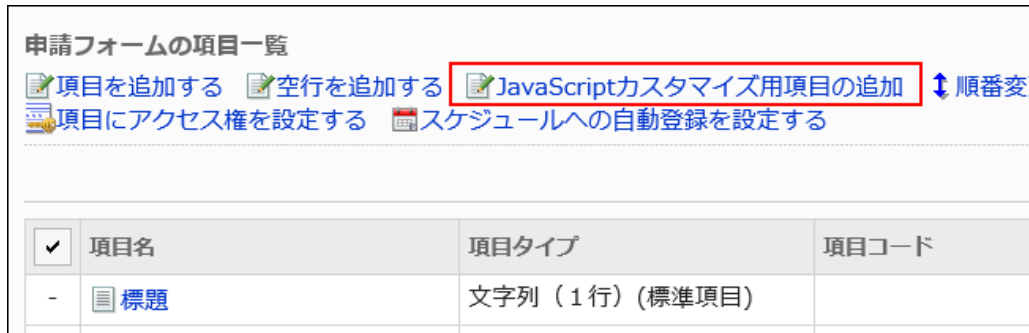 申請フォームの項目一覧
項目を追加する 空行を追加する JavaScriptカスタマイズ用項目の追加 順番変
項目にアクセス権を設定する スケジュールへの自動登録を設定する
項目名 項目タイプ 項目コード
- 標題 文字列（１行）(標準項目)